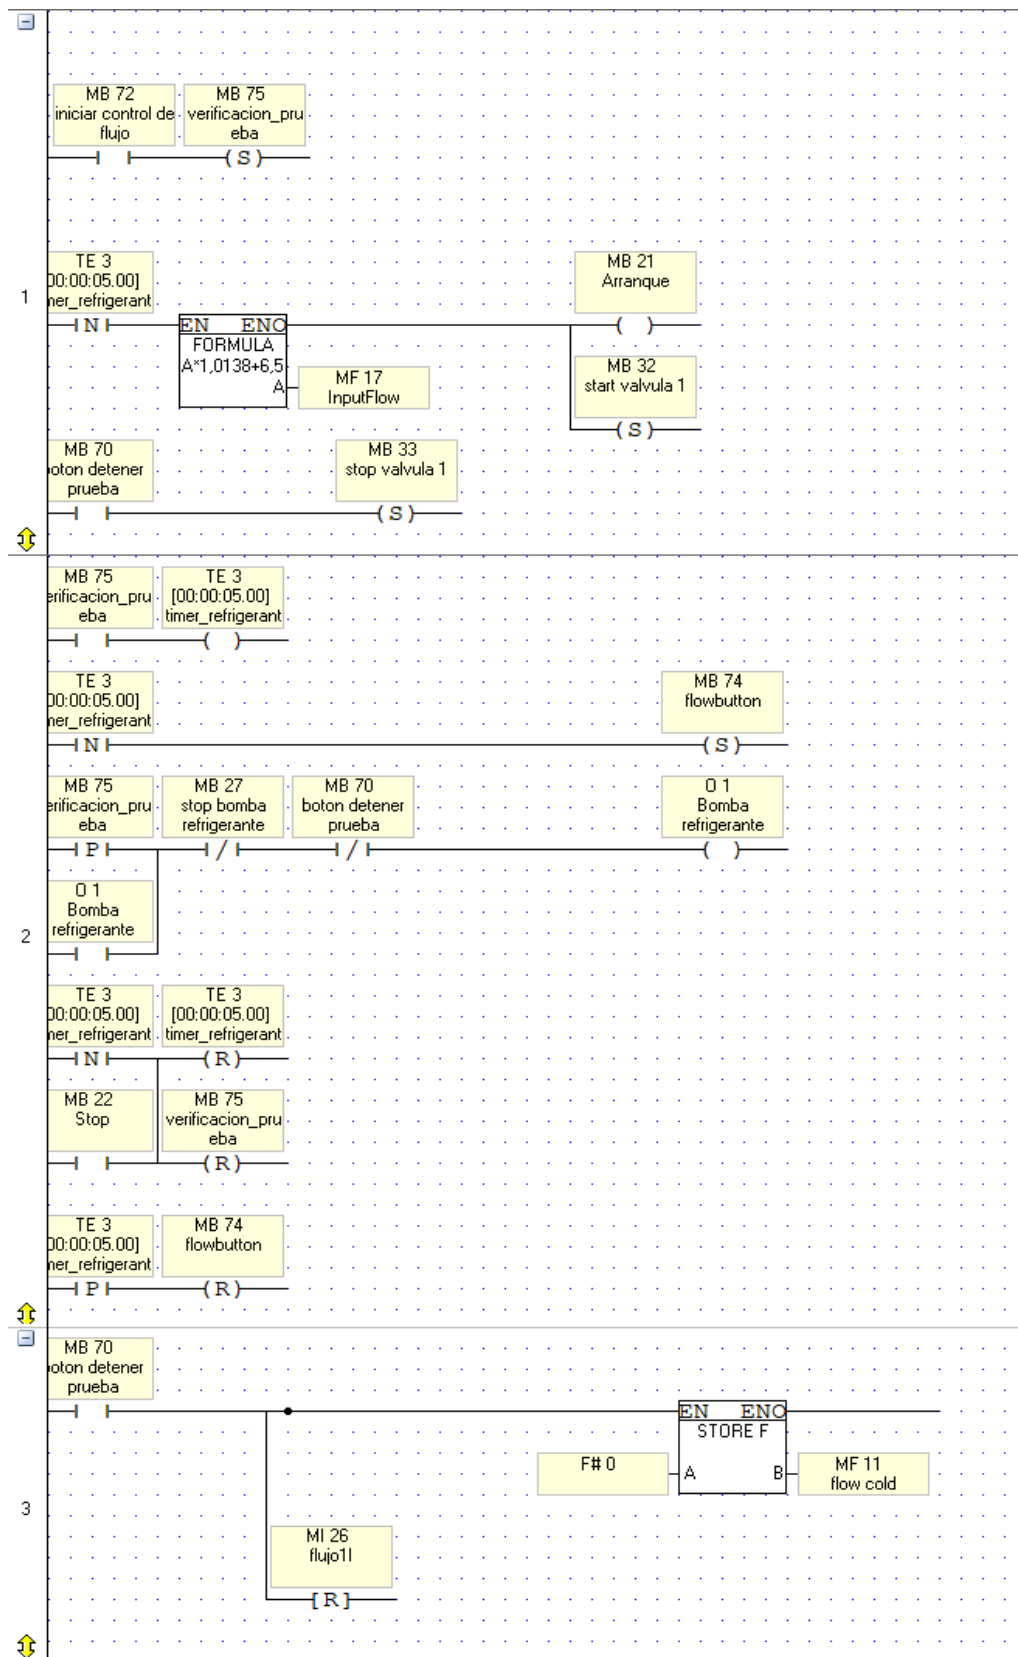 MB 72
iniciar control de
flujo
MB 75
verificacion_pru
eba
( S )
1
TE 3
00:00:05.00]
ner_refrigerant
N
EN ENO
FORMULA
A*1,0138+6,5
A
MF 17
InputFlow
MB 21
Arranque
( )
MB 32
start valvula 1
( S )
MB 70
oton detener
prueba
MB 33
stop valvula 1
( S )
MB 75
erificacion_pru
eba
TE 3
[00:00:05.00]
timer_refrigerant
( )
TE 3
00:00:05.00]
ner_refrigerant
N
MB 74
flowbutton
( S )
MB 75
erificacion_pru
eba
P
MB 27
stop bomba
refrigerante
/
MB 70
boton detener
prueba
/
O 1
Bomba
refrigerante
( )
O 1
Bomba
refrigerante
2
TE 3
00:00:05.00]
ner_refrigerant
N
TE 3
[00:00:05.00]
timer_refrigerant
( R )
MB 22
Stop
MB 75
verificacion_pru
eba
( R )
TE 3
00:00:05.00]
ner_refrigerant
P
MB 74
flowbutton
( R )
MB 70
oton detener
prueba
EN ENO
STORE F
F# 0
A B
MF 11
flow cold
3
MI 26
flujo1I
[ R ]